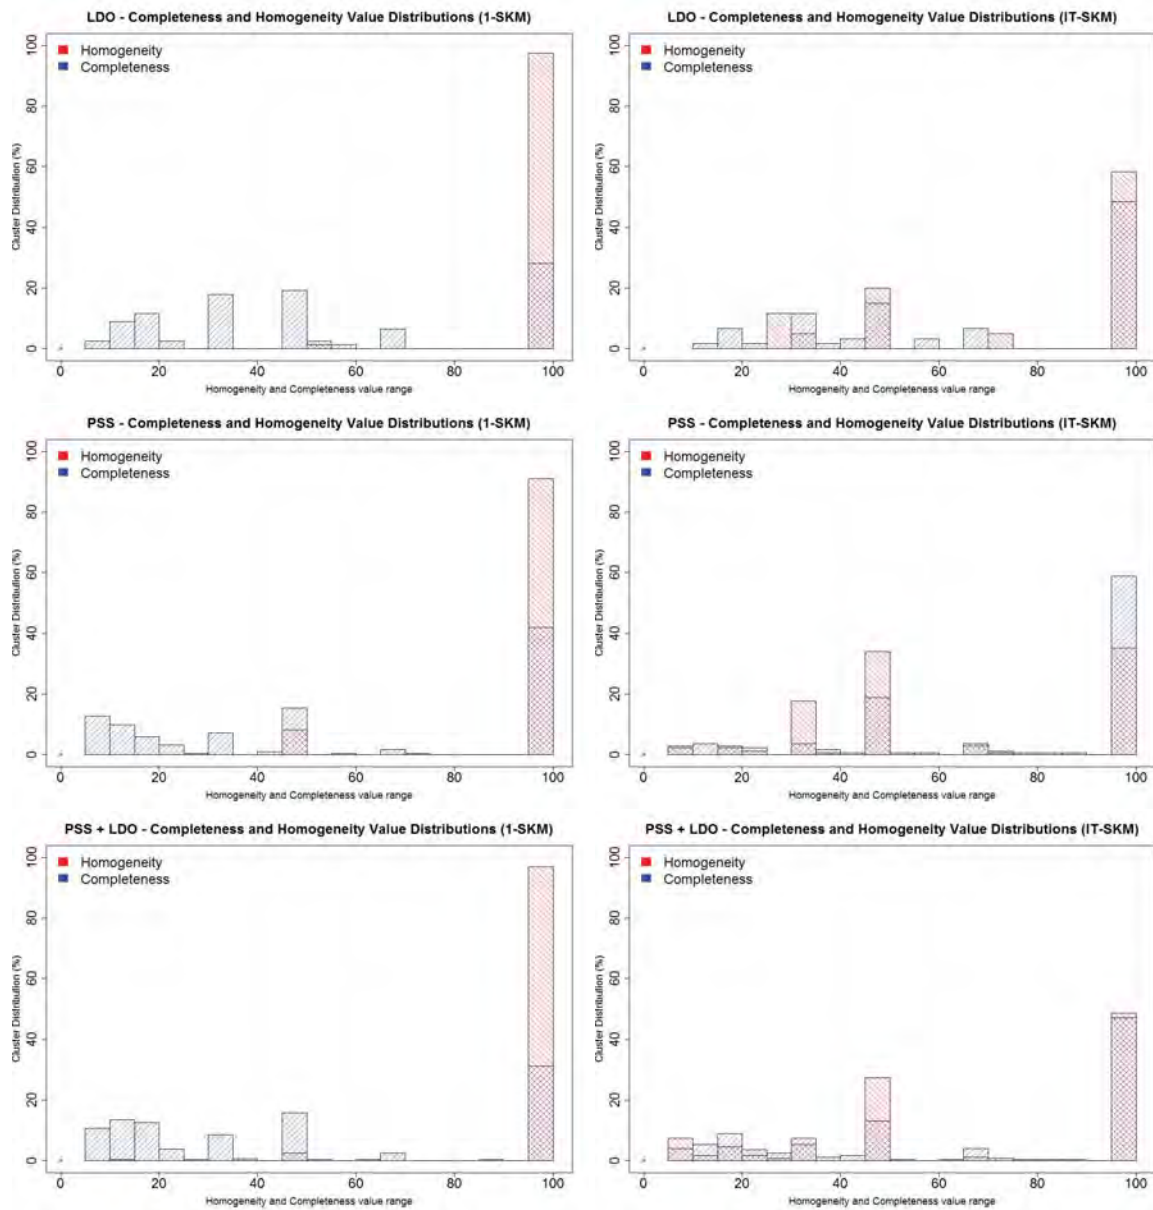 LDO - Completeness and Homogeneity Value Distributions (1-SKM)
Homogeneity
Completeness
Cluster Distribution (%)
100
80
60
40
20
0
0 20 40 60 80 100
Homogeneity and Completeness value range
LDO - Completeness and Homogeneity Value Distributions (IT-SKM)
Homogeneity
Completeness
Cluster Distribution (%)
100
80
60
40
20
0
0 20 40 60 80 100
Homogeneity and Completeness value range
PSS - Completeness and Homogeneity Value Distributions (1-SKM)
Homogeneity
Completeness
Cluster Distribution (%)
100
80
60
40
20
0
0 20 40 60 80 100
Homogeneity and Completeness value range
PSS - Completeness and Homogeneity Value Distributions (IT-SKM)
Homogeneity
Completeness
Cluster Distribution (%)
100
80
60
40
20
0
0 20 40 60 80 100
Homogeneity and Completeness value range
PSS + LDO - Completeness and Homogeneity Value Distributions (1-SKM)
Homogeneity
Completeness
Cluster Distribution (%)
100
80
60
40
20
0
0 20 40 60 80 100
Homogeneity and Completeness value range
PSS + LDO - Completeness and Homogeneity Value Distributions (IT-SKM)
Homogeneity
Completeness
Cluster Distribution (%)
100
80
60
40
20
0
0 20 40 60 80 100
Homogeneity and Completeness value range